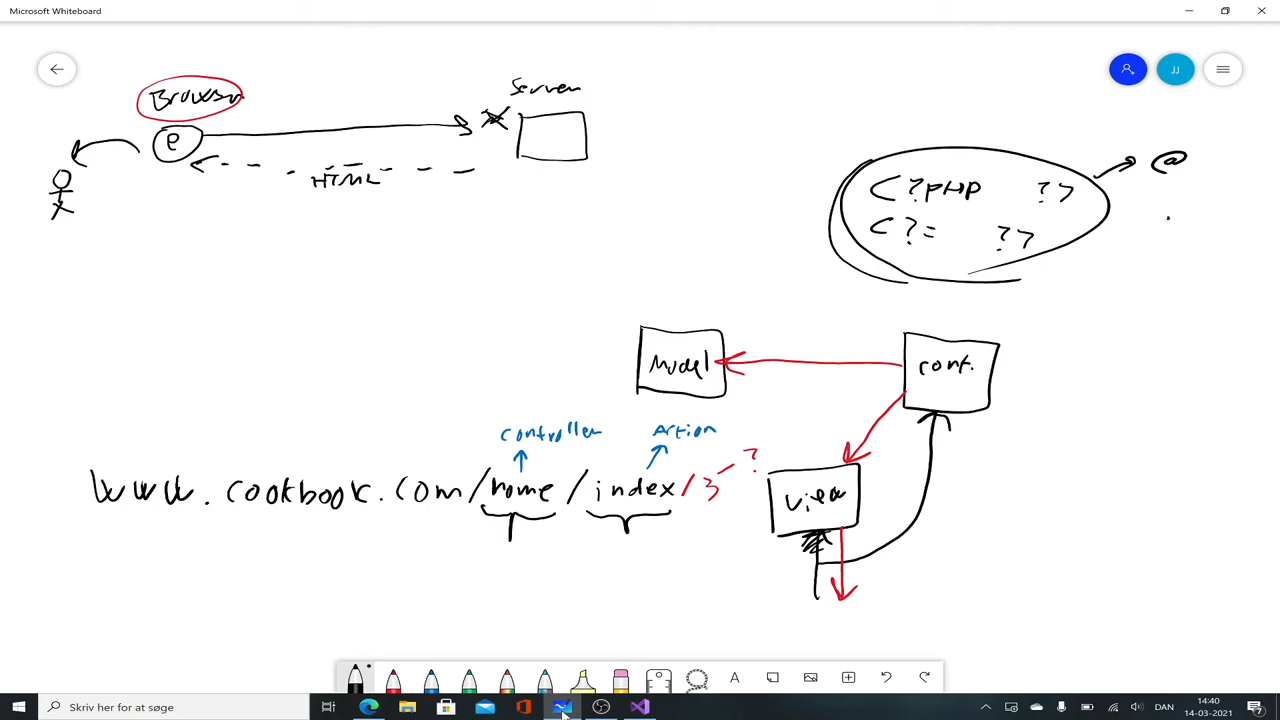 Microsoft Whiteboard
JJ
Browser
Server
e
HTML
<?PHP ?>
<?= ??
@
Model
cont.
Controller
Action
?
www.cookbook.com/home/index/3
view
A
Skriv her for at søge
DAN
14:40
14-03-2021